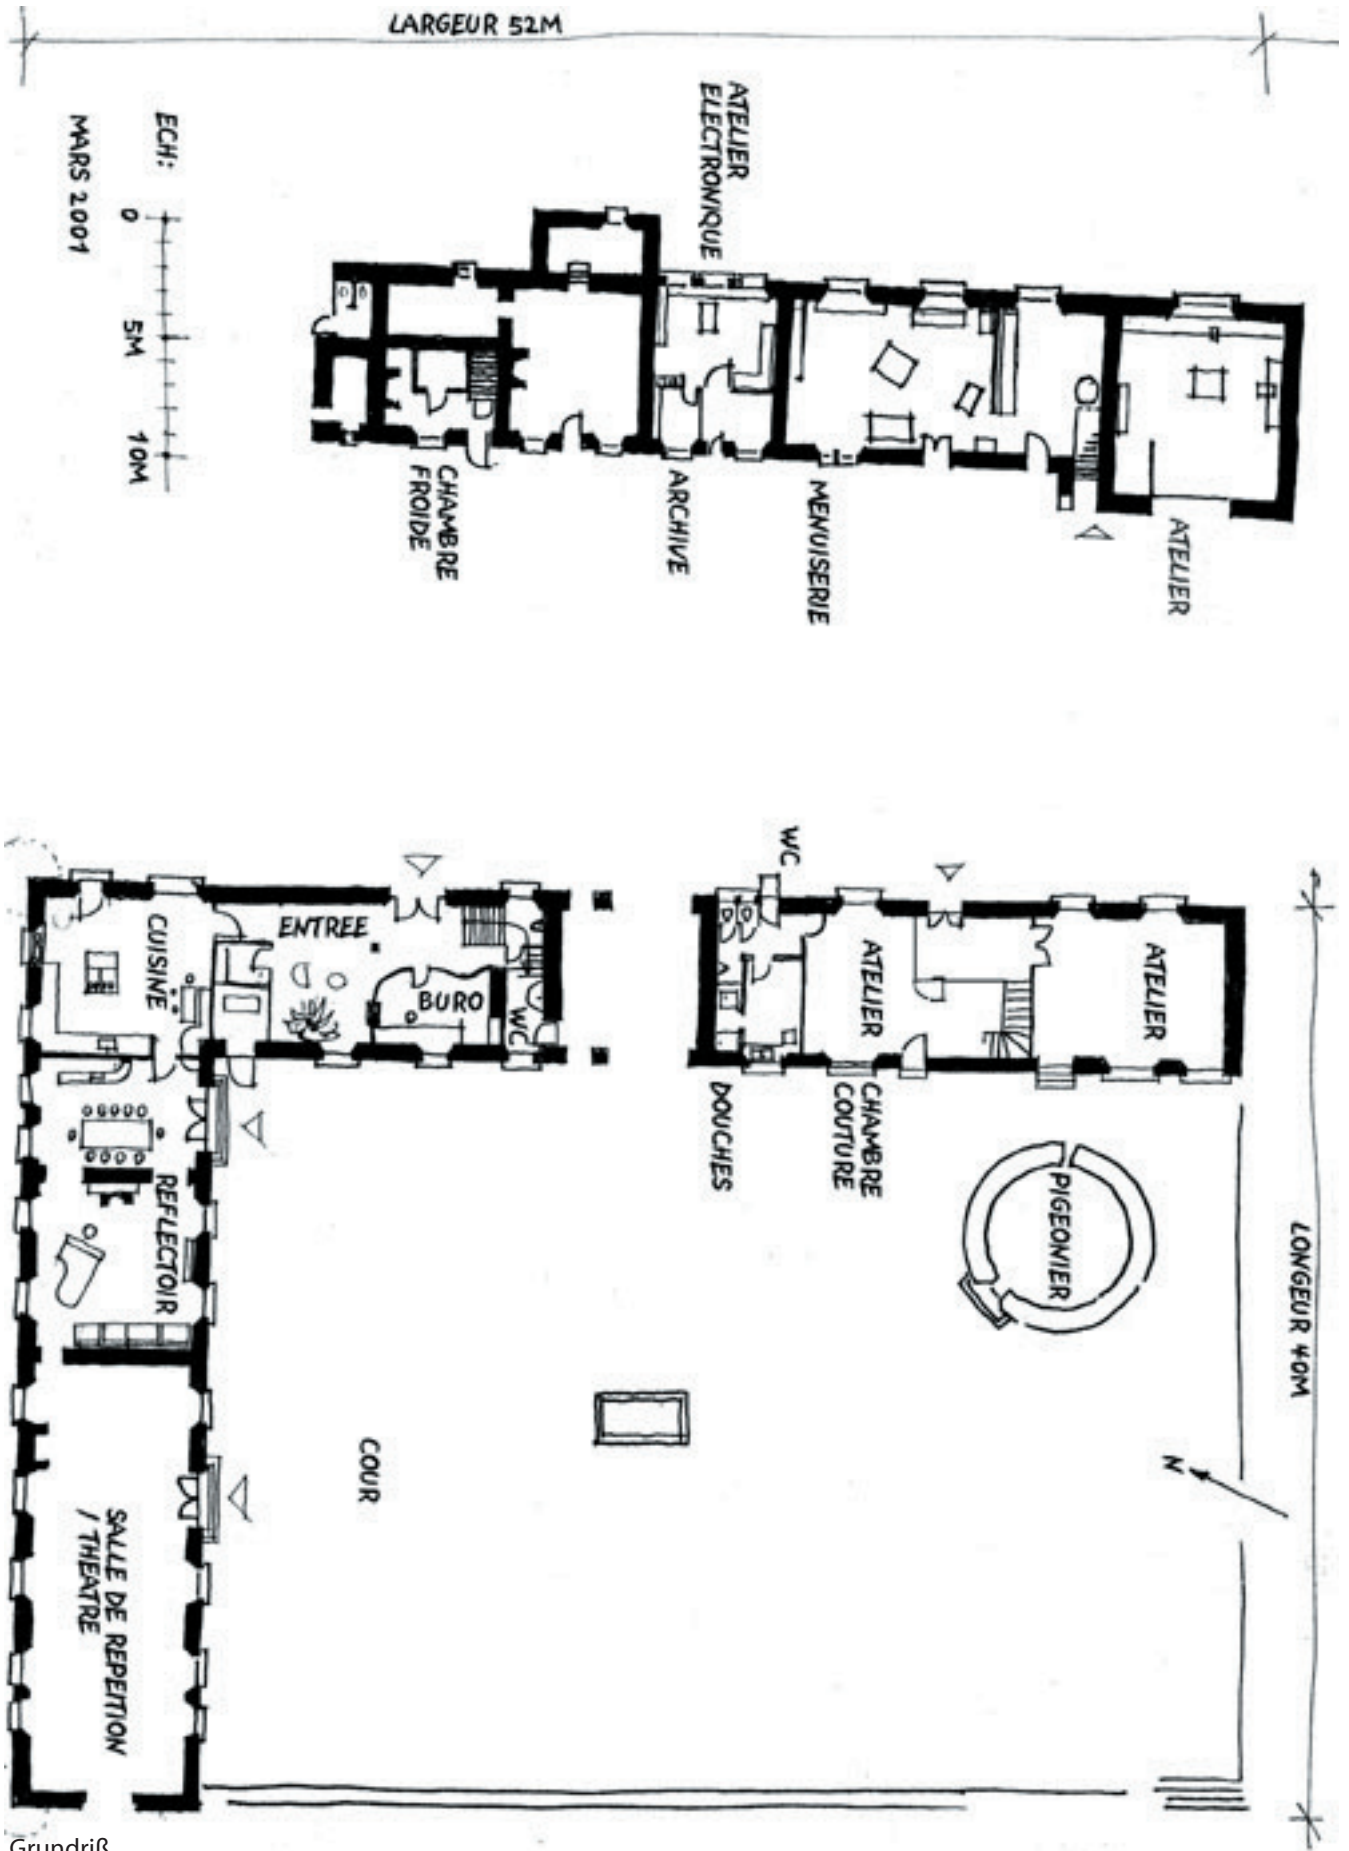 LARGEUR 52M
ATELIER
ELECTRONIQUE
ECH:
MARS 2001
0
5M
10M
CHAMBRE
FROIDE
ARCHIVE
MENUISERIE
ATELIER
WC
CUISINE
ENTREE
BURO
WC
ATELIER
ATELIER
DOUCHES
CHAMBRE
COUTURE
PIGEONIER
REFLECTOIR
LONGEUR 40M
COUR
N
SALLE DE REPETITION
/ THEATRE
Grundriß